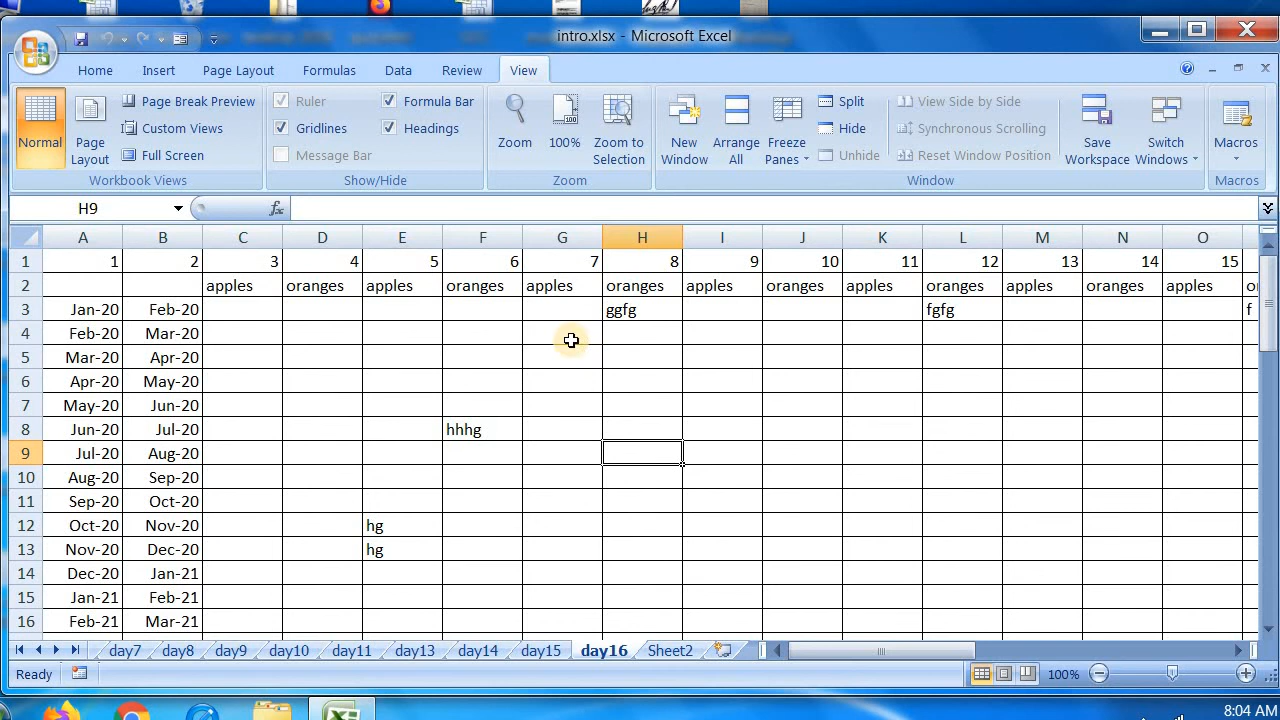 intro.xlsx - Microsoft Excel
Home Insert Page Layout Formulas Data Review View
Normal
Page Layout
Page Break Preview
Custom Views
Full Screen
Workbook Views
Ruler
Gridlines
Message Bar
Formula Bar
Headings
Show/Hide
Zoom
100%
Zoom to Selection
Zoom
New Window
Arrange All
Freeze Panes
Split
Hide
Unhide
View Side by Side
Synchronous Scrolling
Reset Window Position
Save Workspace
Switch Windows
Window
Macros
Macros
H9 fx
A B C D E F G H I J K L M N O
1 1 2 3 4 5 6 7 8 9 10 11 12 13 14 15
2 apples oranges apples oranges apples oranges apples oranges apples oranges apples oranges apples
3 Jan-20 Feb-20 ggfg fgfg f
4 Feb-20 Mar-20
5 Mar-20 Apr-20
6 Apr-20 May-20
7 May-20 Jun-20
8 Jun-20 Jul-20 hhhg
9 Jul-20 Aug-20
10 Aug-20 Sep-20
11 Sep-20 Oct-20
12 Oct-20 Nov-20 hg
13 Nov-20 Dec-20 hg
14 Dec-20 Jan-21
15 Jan-21 Feb-21
16 Feb-21 Mar-21
day7 day8 day9 day10 day11 day13 day14 day15 day16 Sheet2
Ready 100%
8:04 AM